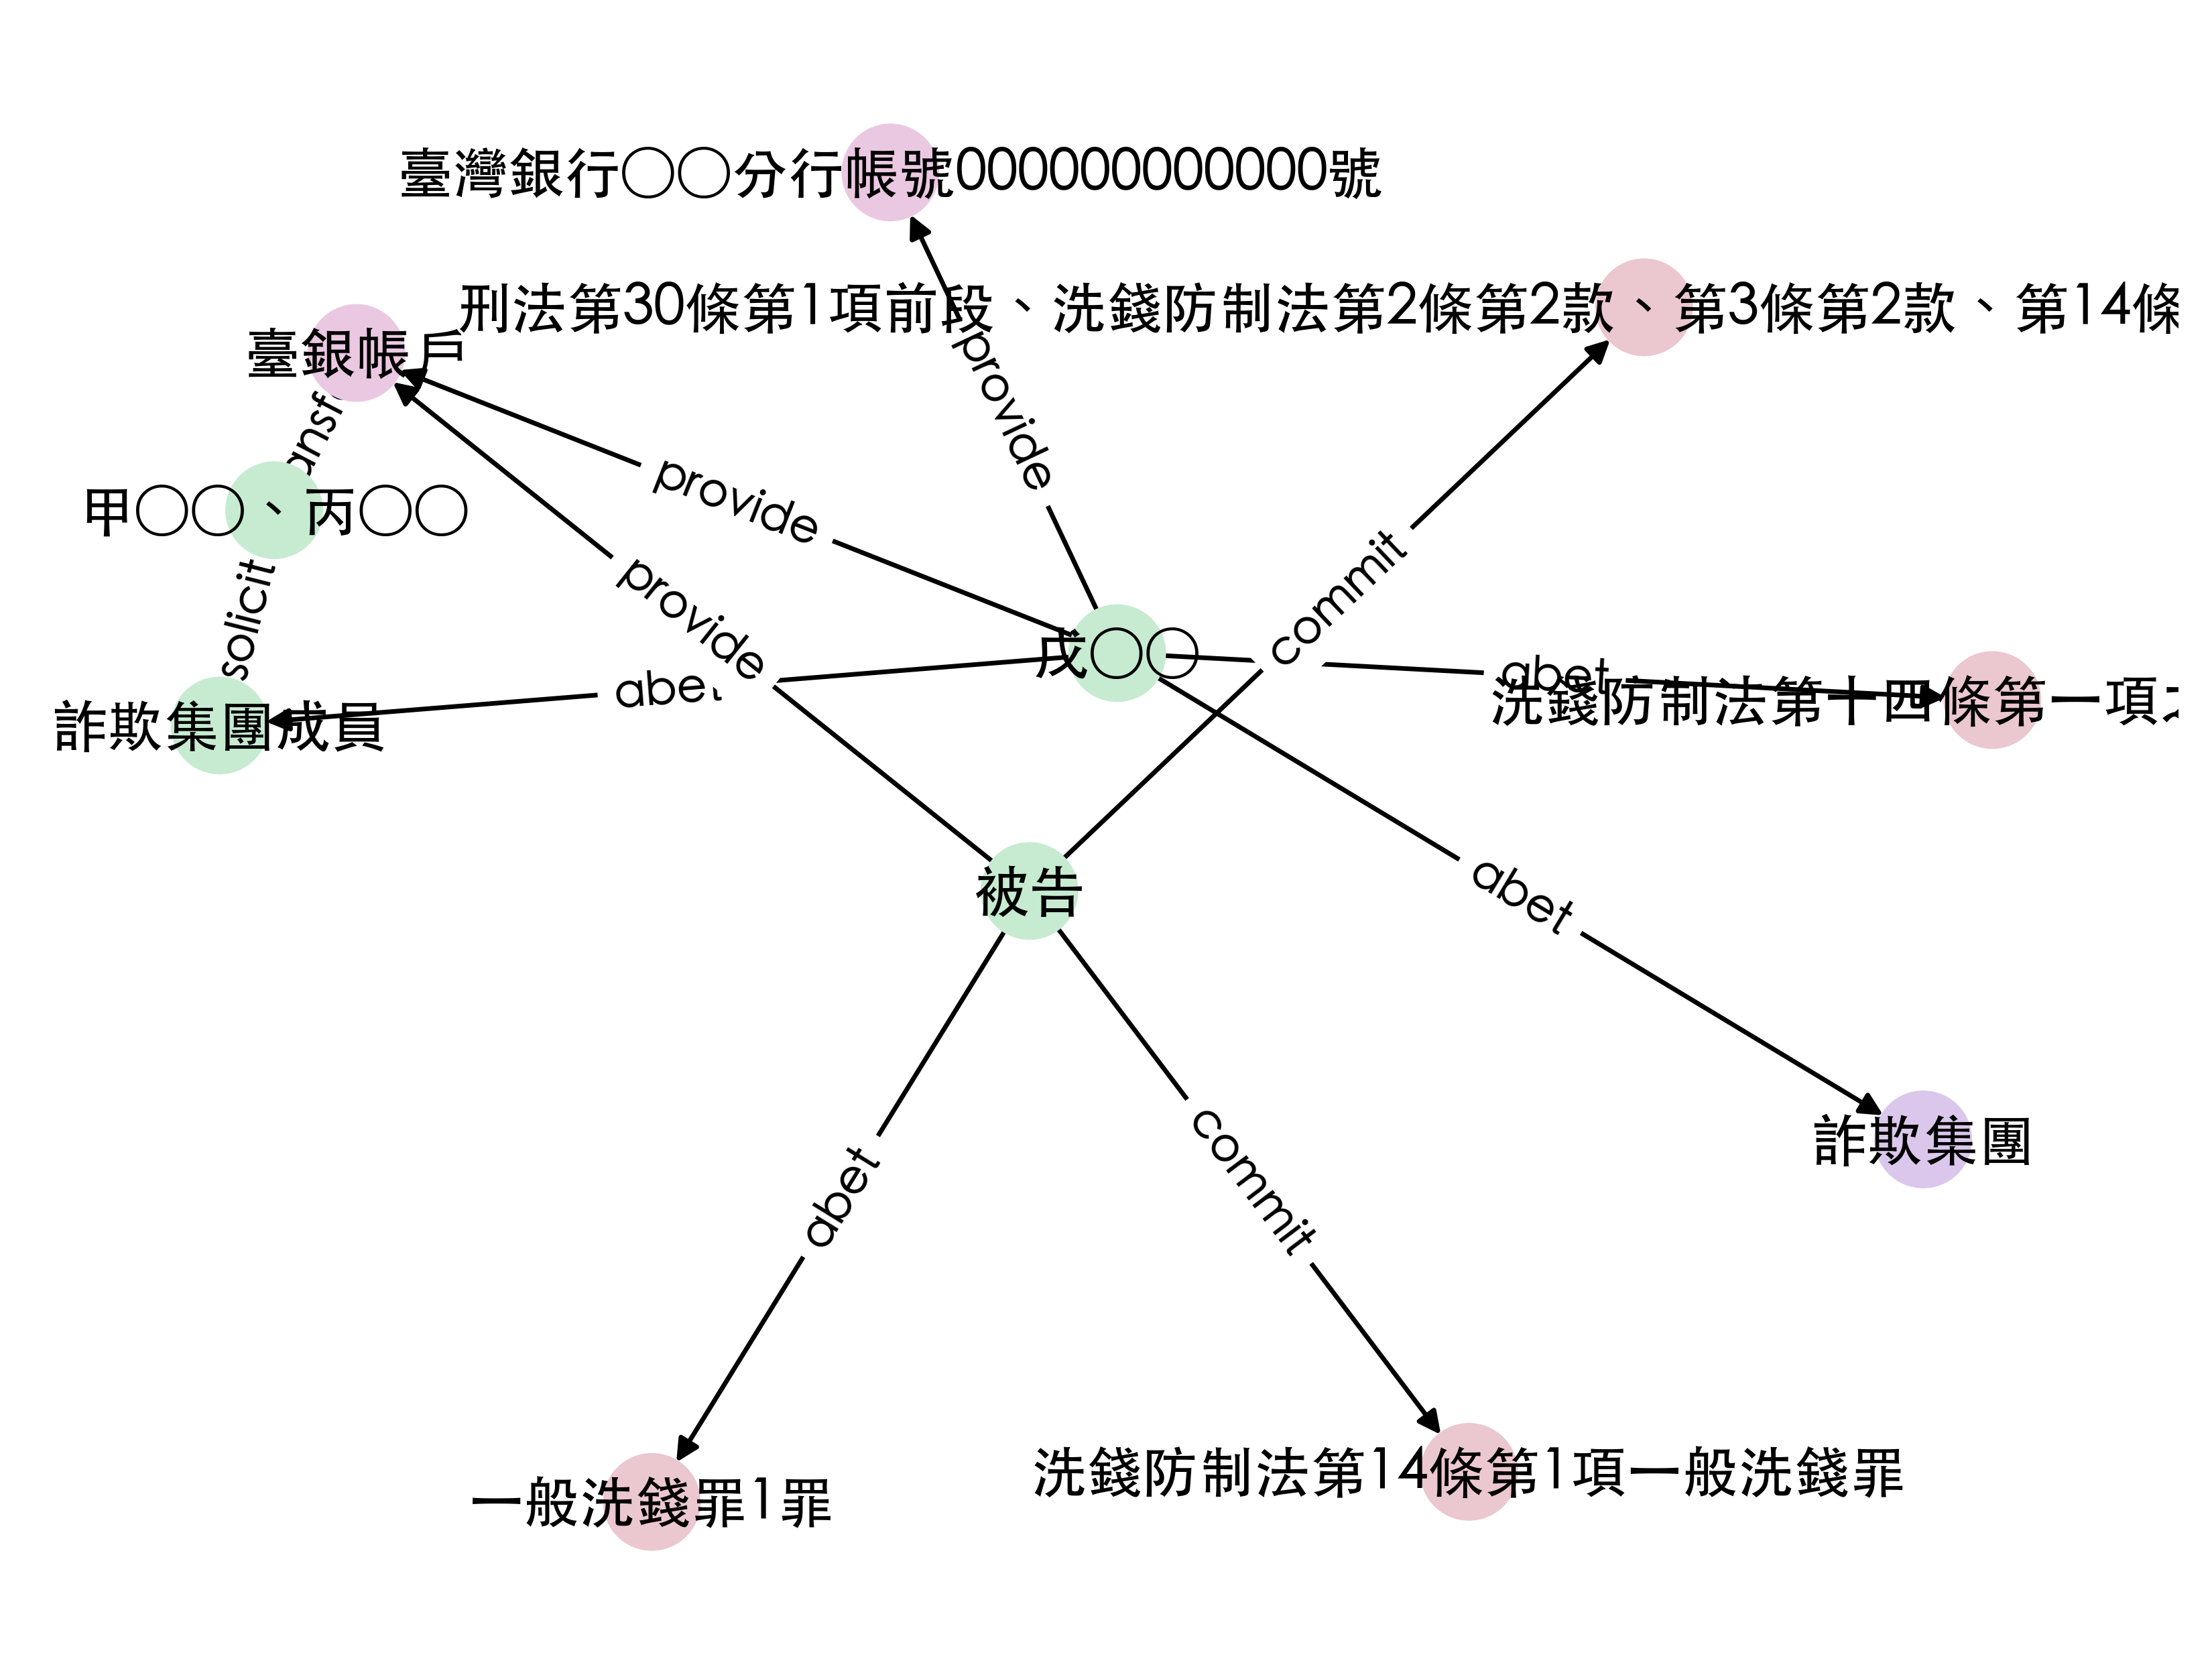 臺灣銀行○○分行帳號000000000000號
刑法第30條第1項前段、洗錢防制法第2條第2款、第3條第2款、第14條
provide
臺銀帳戶
provide
甲○○、丙○○
commit
provide
solicit
戊○○
abet
洗錢防制法第十四條第一項
詐欺集團成員
被告
abet
詐欺集團
abet
commit
洗錢防制法第14條第1項一般洗錢罪
一般洗錢罪1罪